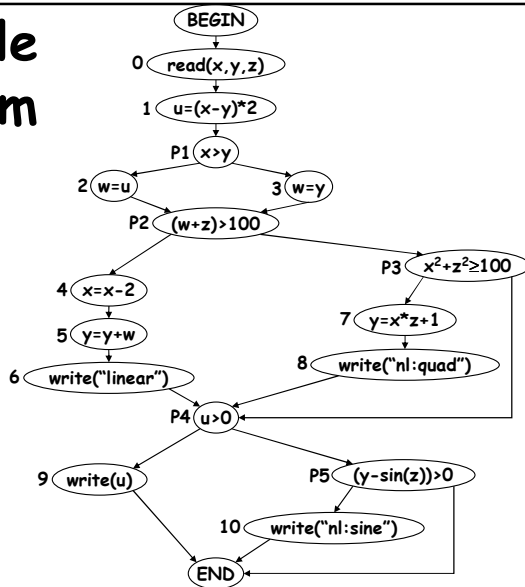 le
m
BEGIN
0 read(x,y,z)
1 u=(x-y)*2
P1 x>y
2 w=u
3 w=y
P2 (w+z)>100
P3 x²+z²≥100
4 x=x-2
7 y=x*z+1
5 y=y+w
6 write("linear")
8 write("nl:quad")
P4 u>0
9 write(u)
P5 (y-sin(z))>0
10 write("nl:sine")
END